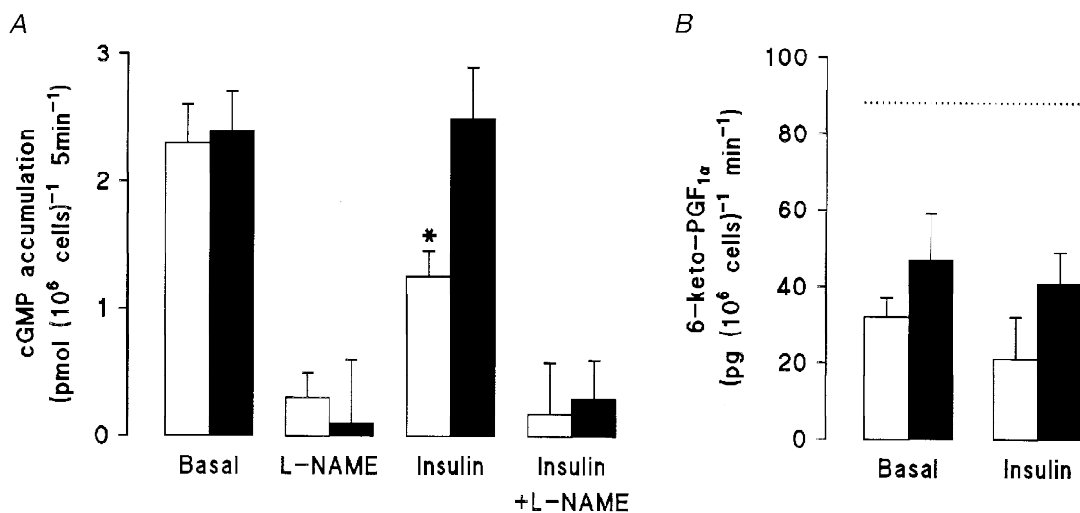 A
cGMP accumulation
(pmol (10⁶ cells)⁻¹ 5min⁻¹)
3
2
1
0
*
Basal L-NAME Insulin Insulin
+L-NAME
B
6-keto-PGF₁α
(pg (10⁶ cells)⁻¹ min⁻¹)
100
80
60
40
20
0
Basal Insulin